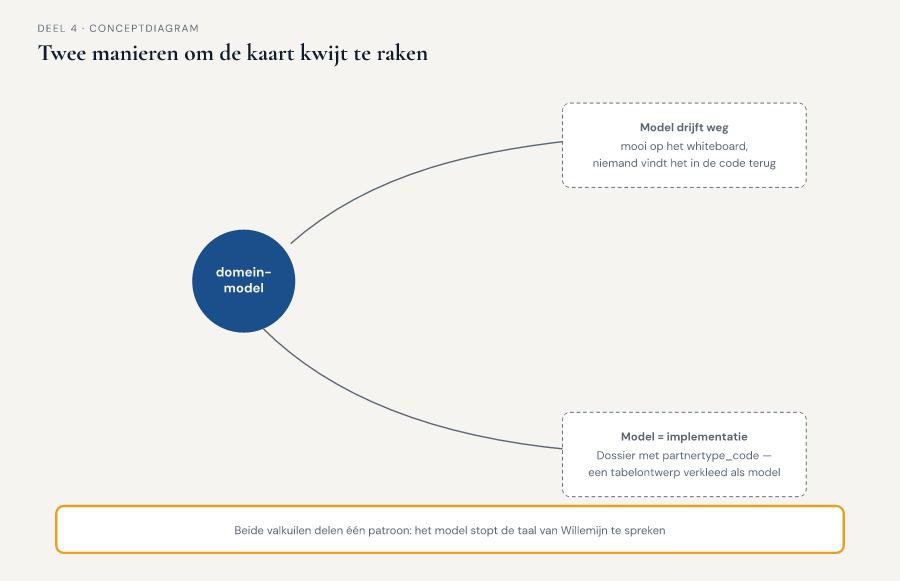 DEEL 4 · CONCEPTDIAGRAM
Twee manieren om de kaart kwijt te raken
Model drijft weg
mooi op het whiteboard,
niemand vindt het in de code terug
domein-
model
Model = implementatie
Dossier met partnertype_code —
een tabelontwerp verkleed als model
Beide valkuilen delen één patroon: het model stopt de taal van Willemijn te spreken